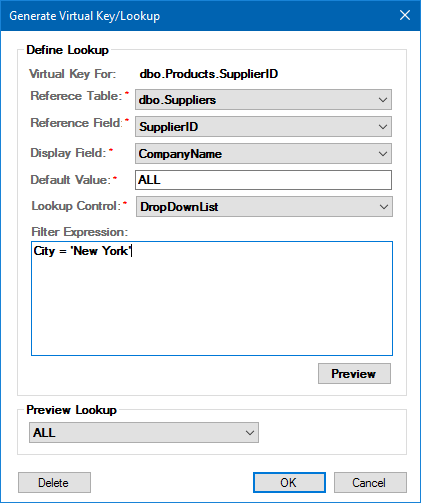 Generate Virtual Key/Lookup
Define Lookup
Virtual Key For: dbo.Products.SupplierID
Referece Table:* dbo.Suppliers
Reference Field:* SupplierID
Display Field:* CompanyName
Default Value:* ALL
Lookup Control:* DropDownList
Filter Expression:
City = 'New York'
Preview
Preview Lookup
ALL
Delete OK Cancel